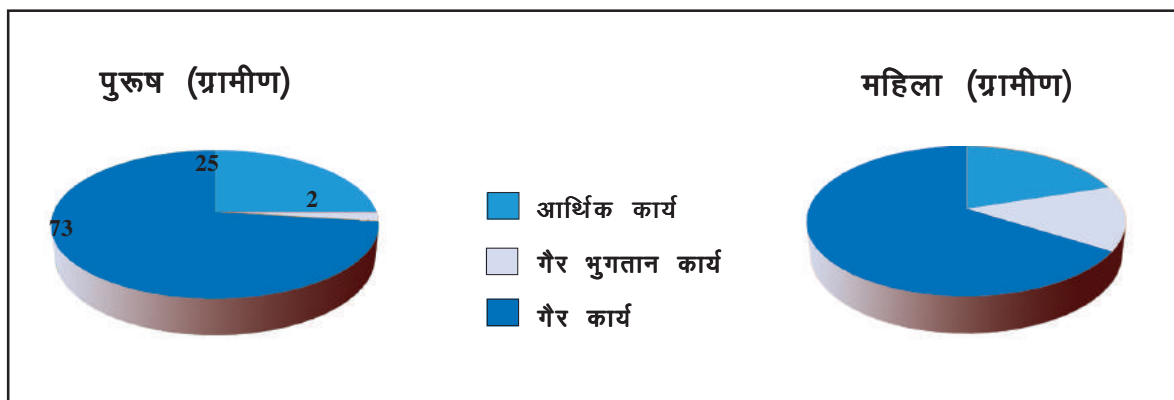 पुरूष (ग्रामीण)
25
2
73
आर्थिक कार्य
गैर भुगतान कार्य
गैर कार्य
महिला (ग्रामीण)